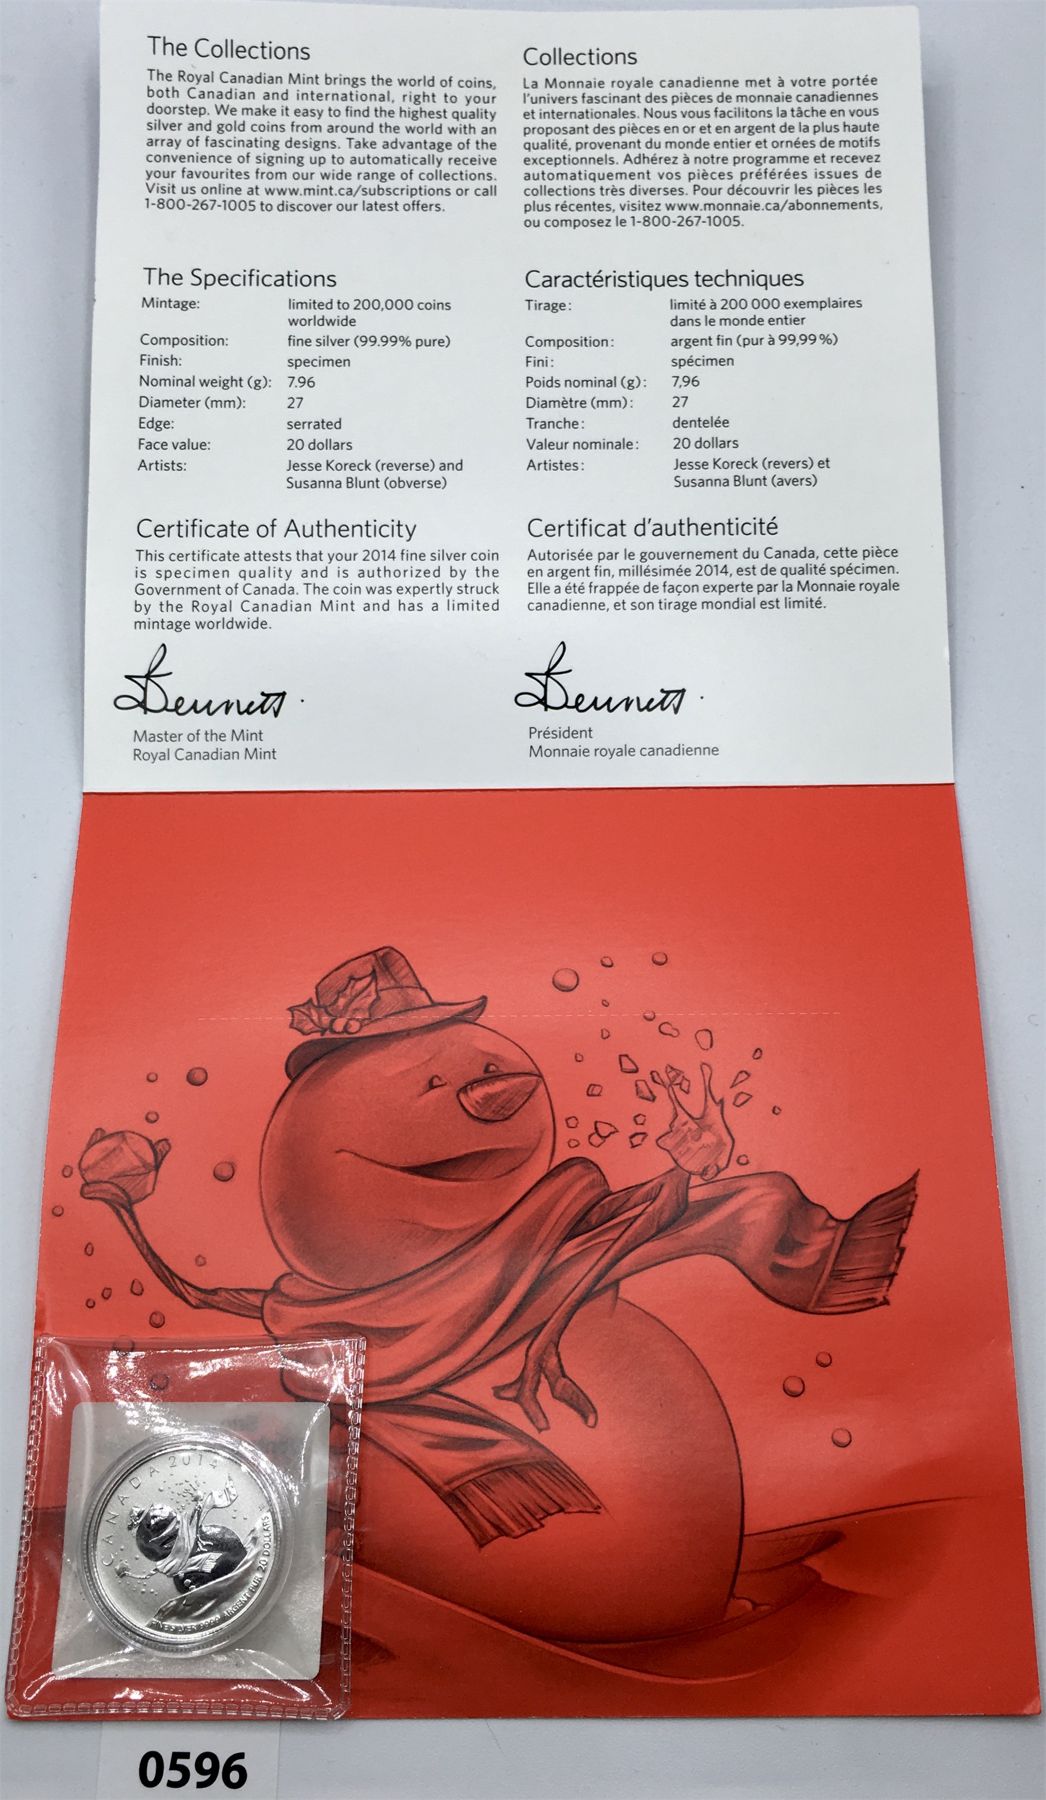 The Collections
The Royal Canadian Mint brings the world of coins,
both Canadian and international, right to your
doorstep. We make it easy to find the highest quality
silver and gold coins from around the world with an
array of fascinating designs. Take advantage of the
convenience of signing up to automatically receive
your favourites from our wide range of collections.
Visit us online at www.mint.ca/subscriptions or call
1-800-267-1005 to discover our latest offers.
Collections
La Monnaie royale canadienne met à votre portée
l'univers fascinant des pièces de monnaie canadiennes
et internationales. Nous vous facilitons la tâche en vous
proposant des pièces en or et en argent de la plus haute
qualité, provenant du monde entier et ornées de motifs
exceptionnels. Adhérez à notre programme et recevez
automatiquement vos pièces préférées issues de
collections très diverses. Pour découvrir les pièces les
plus récentes, visitez www.monnaie.ca/abonnements,
ou composez le 1-800-267-1005.
The Specifications
Mintage: limited to 200,000 coins
worldwide
Composition: fine silver (99.99% pure)
Finish: specimen
Nominal weight (g): 7.96
Diameter (mm): 27
Edge: serrated
Face value: 20 dollars
Artists: Jesse Koreck (reverse) and
Susanna Blunt (obverse)
Caractéristiques techniques
Tirage: limité à 200 000 exemplaires
dans le monde entier
Composition: argent fin (pur à 99,99 %)
Fini: spécimen
Poids nominal (g): 7,96
Diamètre (mm): 27
Tranche: dentelée
Valeur nominale: 20 dollars
Artistes: Jesse Koreck (revers) et
Susanna Blunt (avers)
Certificate of Authenticity
This certificate attests that your 2014 fine silver coin
is specimen quality and is authorized by the
Government of Canada. The coin was expertly struck
by the Royal Canadian Mint and has a limited
mintage worldwide.
Bennett
Master of the Mint
Royal Canadian Mint
Certificat d'authenticité
Autorisée par le gouvernement du Canada, cette pièce
en argent fin, millésimée 2014, est de qualité spécimen.
Elle a été frappée de façon experte par la Monnaie royale
canadienne, et son tirage mondial est limité.
Bennett
Président
Monnaie royale canadienne
CANADA 2014
FINE SILVER 9999 ARGENT PUR 20 DOLLARS
0596